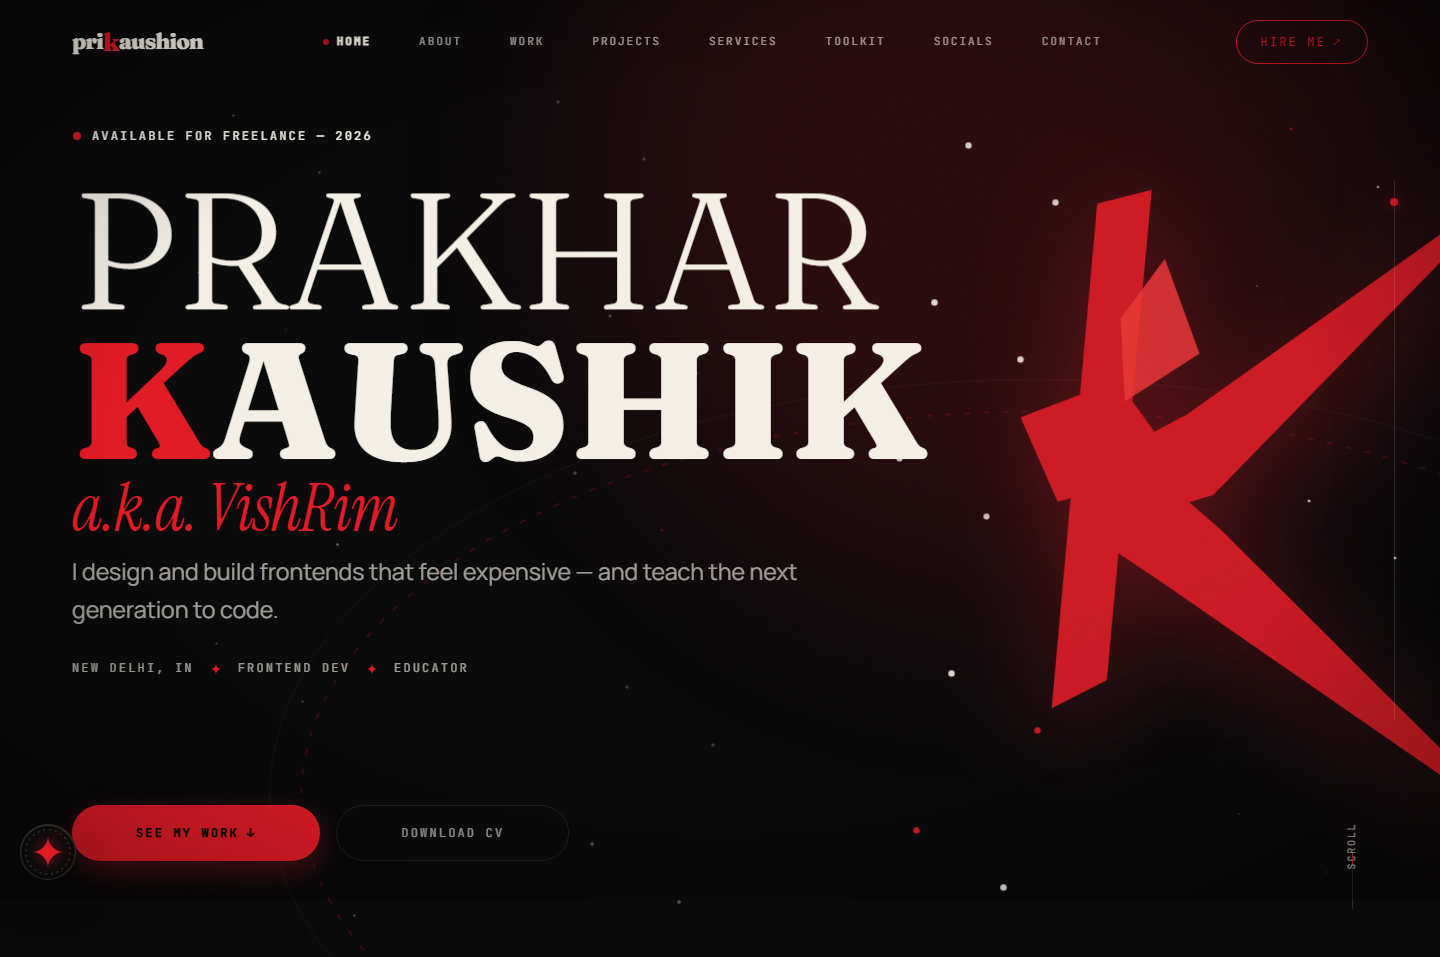 prikaushion
HOME ABOUT WORK PROJECTS SERVICES TOOLKIT SOCIALS CONTACT
HIRE ME ↗
AVAILABLE FOR FREELANCE — 2026
PRAKHAR
KAUSHIK
a.k.a. VishRim
I design and build frontends that feel expensive — and teach the next
generation to code.
NEW DELHI, IN ✦ FRONTEND DEV ✦ EDUCATOR
SEE MY WORK ↓
DOWNLOAD CV
SCROLL